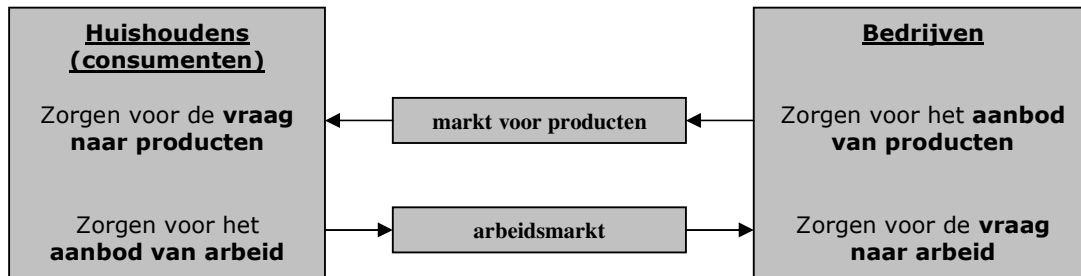 Huishoudens
(consumenten)
Zorgen voor de vraag
naar producten
Zorgen voor het
aanbod van arbeid
markt voor producten
arbeidsmarkt
Bedrijven
Zorgen voor het aanbod
van producten
Zorgen voor de vraag
naar arbeid